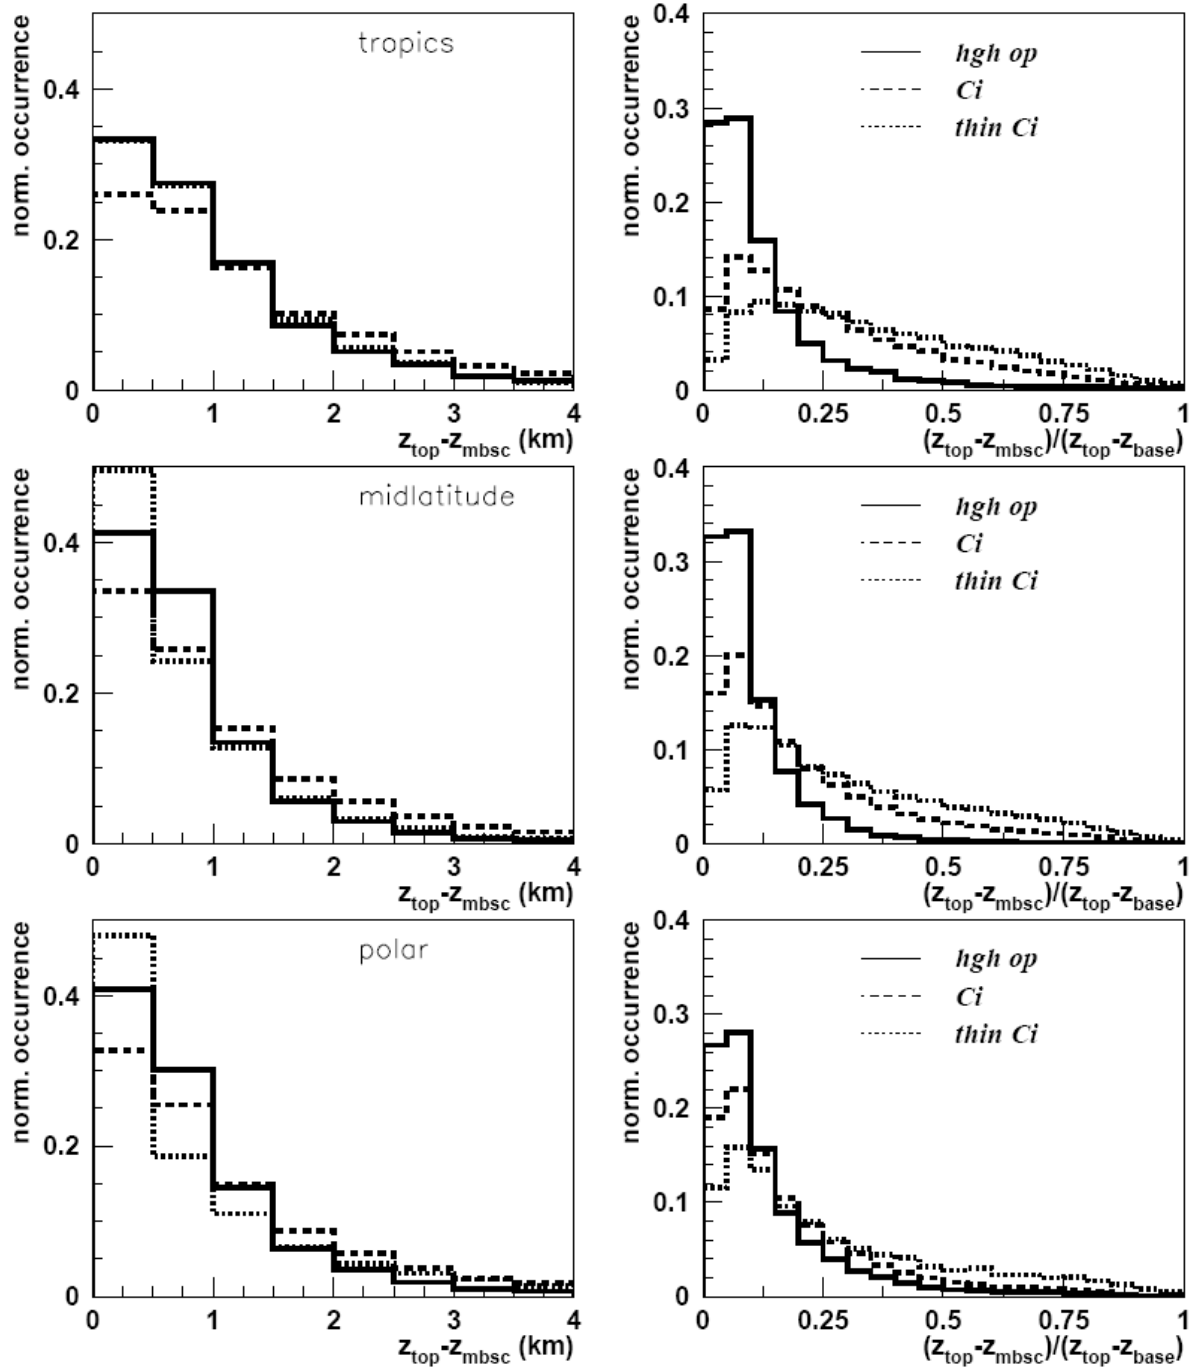 norm. occurrence
tropics
0.4
0.2
0
0 1 2 3 4
z_top-z_mbsc (km)
norm. occurrence
0.4
0.3
0.2
0.1
0
hgh op
Ci
thin Ci
0 0.25 0.5 0.75 1
(z_top-z_mbsc)/(z_top-z_base)
norm. occurrence
midlatitude
0.4
0.2
0
0 1 2 3 4
z_top-z_mbsc (km)
norm. occurrence
0.4
0.3
0.2
0.1
0
hgh op
Ci
thin Ci
0 0.25 0.5 0.75 1
(z_top-z_mbsc)/(z_top-z_base)
norm. occurrence
polar
0.4
0.2
0
0 1 2 3 4
z_top-z_mbsc (km)
norm. occurrence
0.4
0.3
0.2
0.1
0
hgh op
Ci
thin Ci
0 0.25 0.5 0.75 1
(z_top-z_mbsc)/(z_top-z_base)